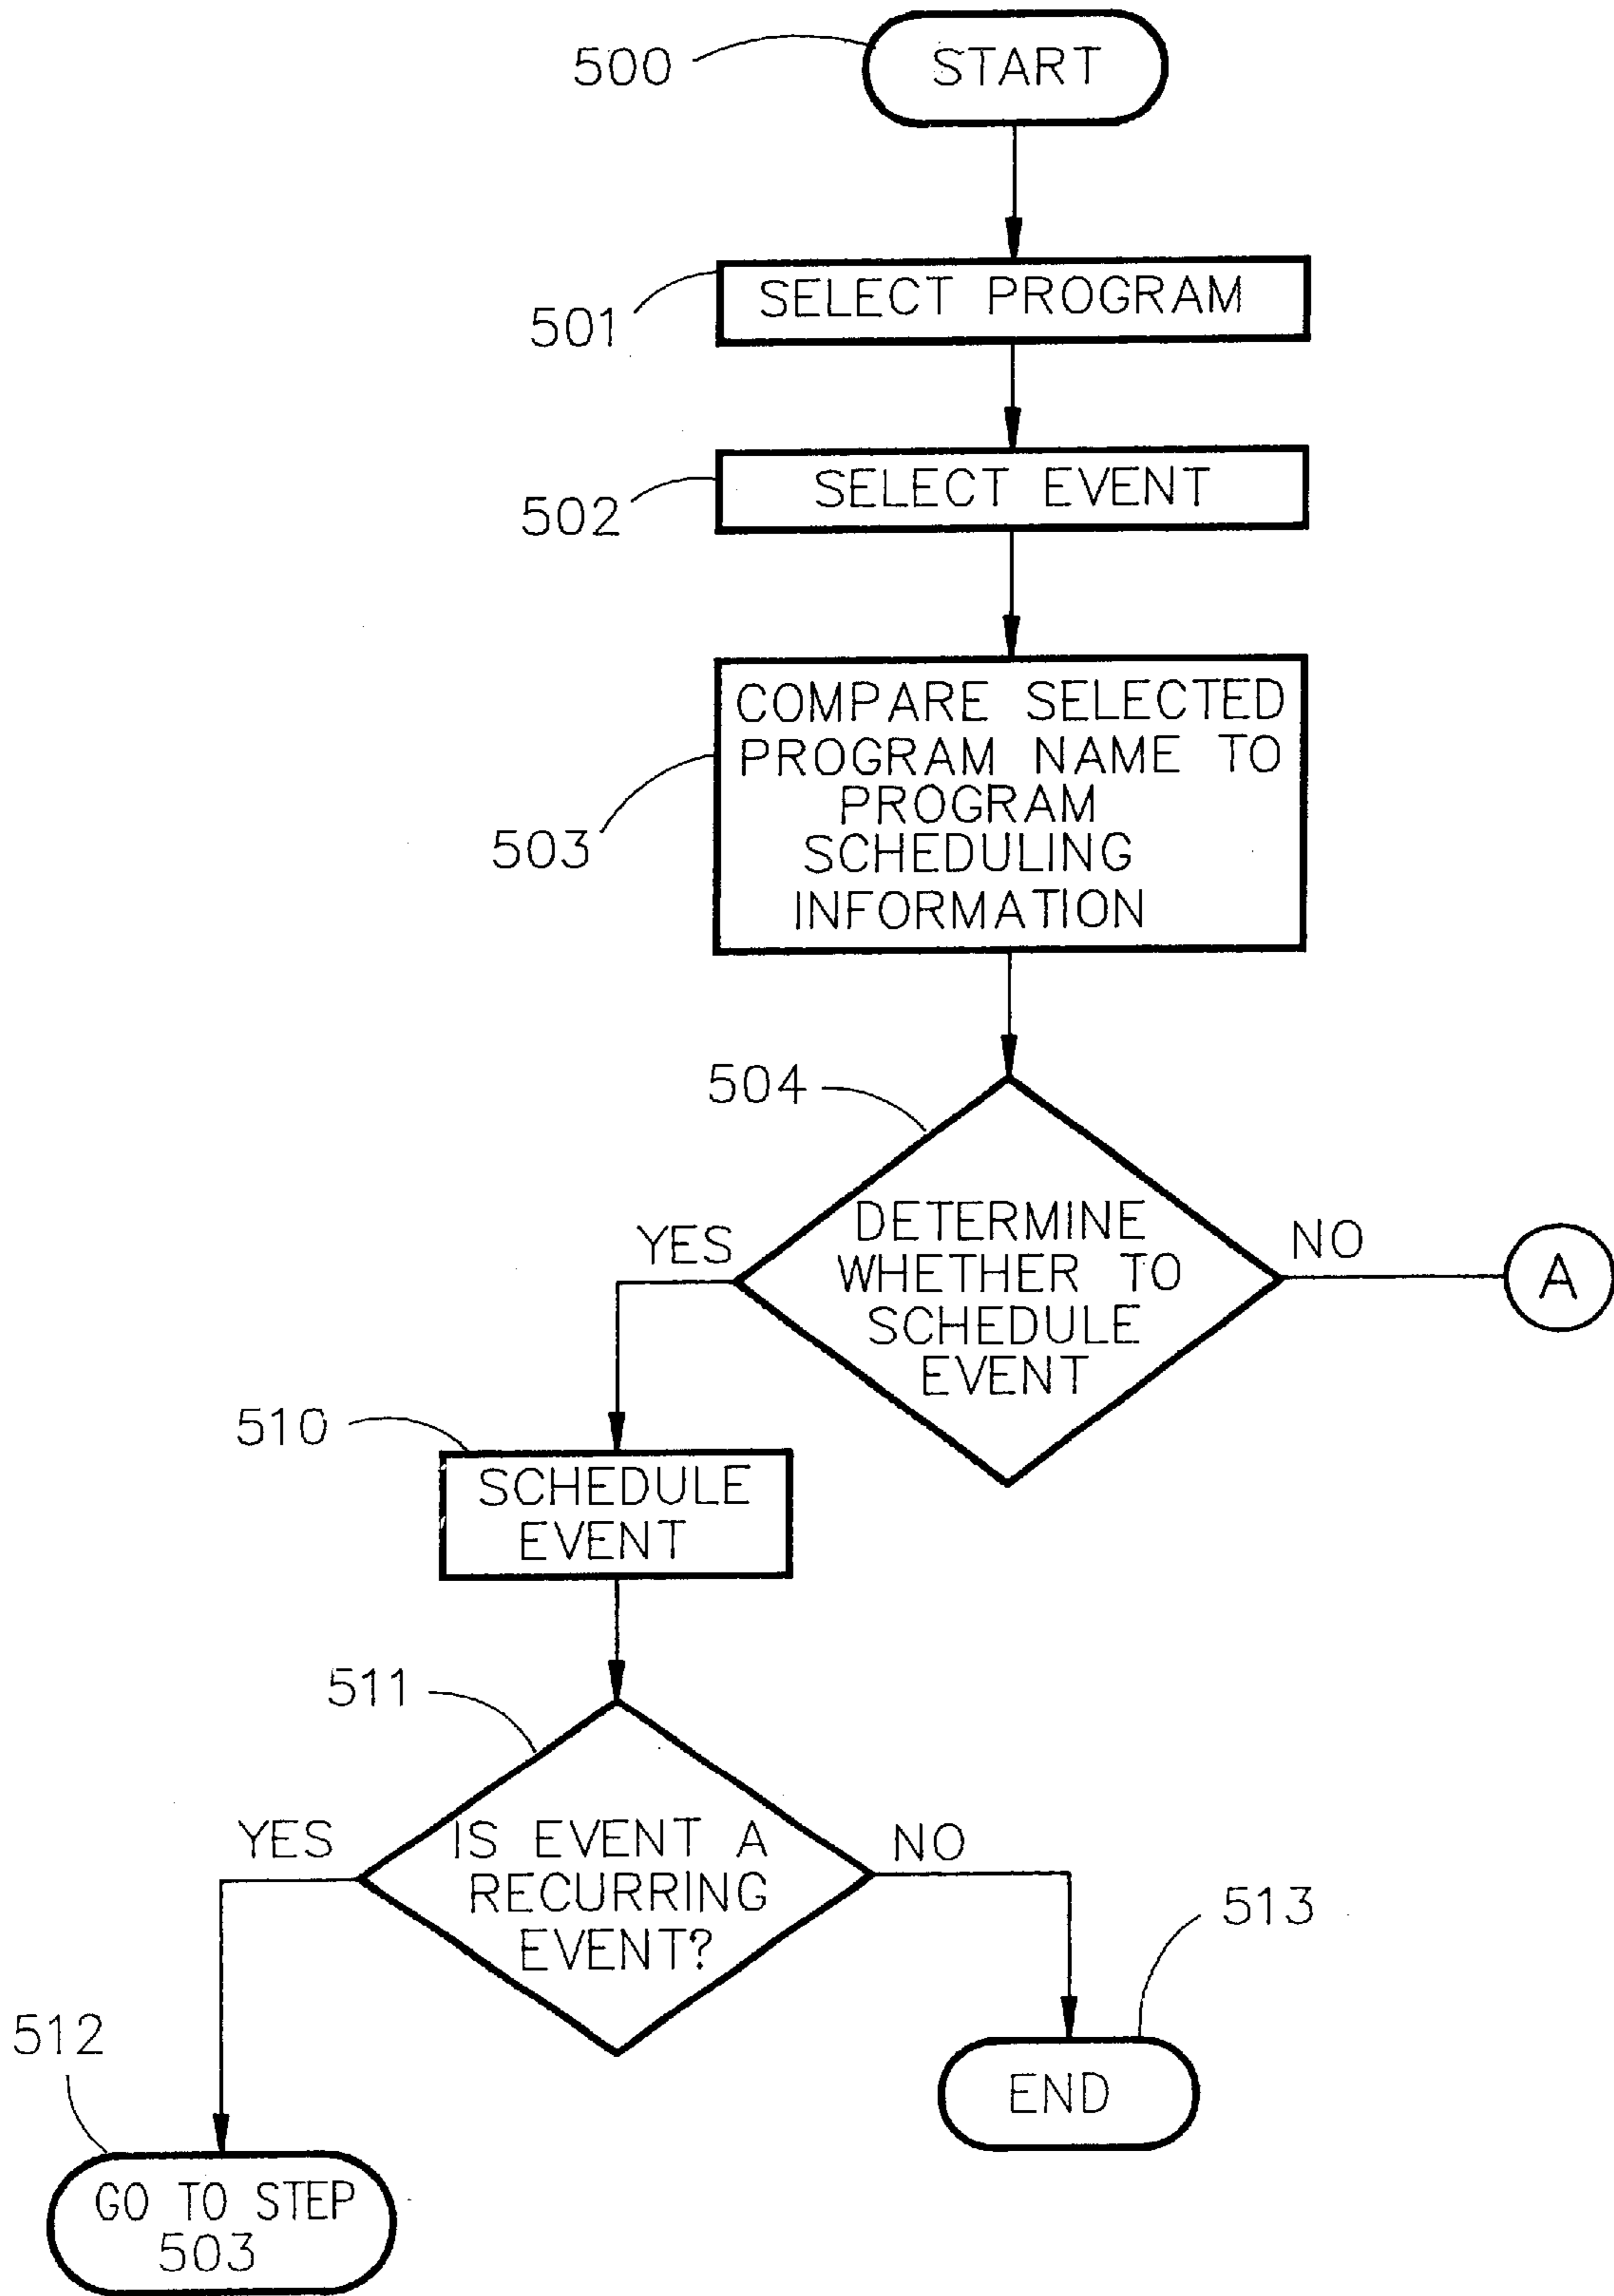 500
START
501
SELECT PROGRAM
502
SELECT EVENT
503
COMPARE SELECTED
PROGRAM NAME TO
PROGRAM
SCHEDULING
INFORMATION
504
DETERMINE
WHETHER TO
SCHEDULE
EVENT
YES
NO
A
510
SCHEDULE
EVENT
511
IS EVENT A
RECURRING
EVENT?
YES
NO
513
END
512
GO TO STEP
503